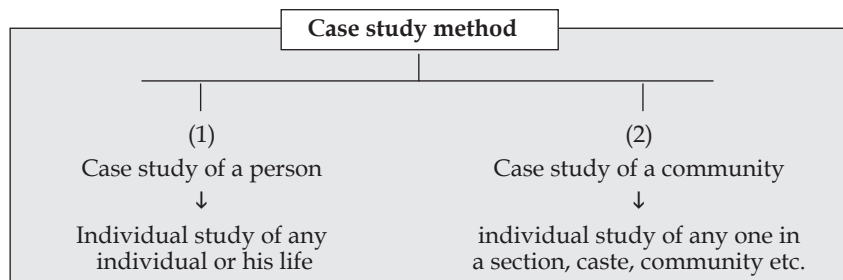 Case study method
(1)
Case study of a person
↓
Individual study of any
individual or his life
(2)
Case study of a community
↓
individual study of any one in
a section, caste, community etc.